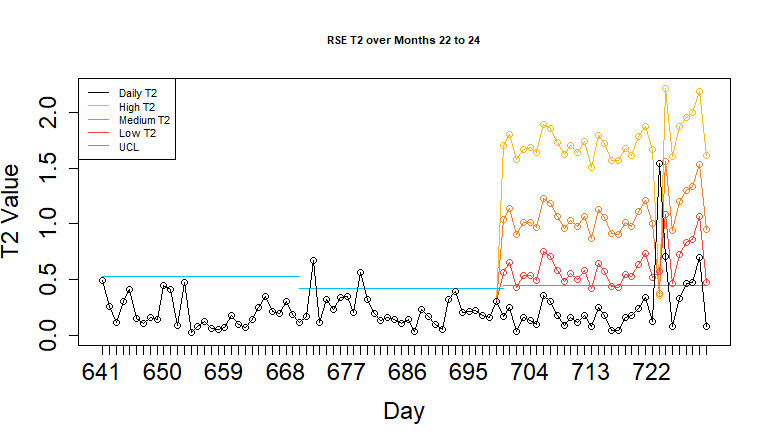 RSE T2 over Months 22 to 24
Daily T2
High T2
Medium T2
Low T2
UCL
T2 Value
2.0
1.5
1.0
0.5
0.0
641 650 659 668 677 686 695 704 713 722
Day